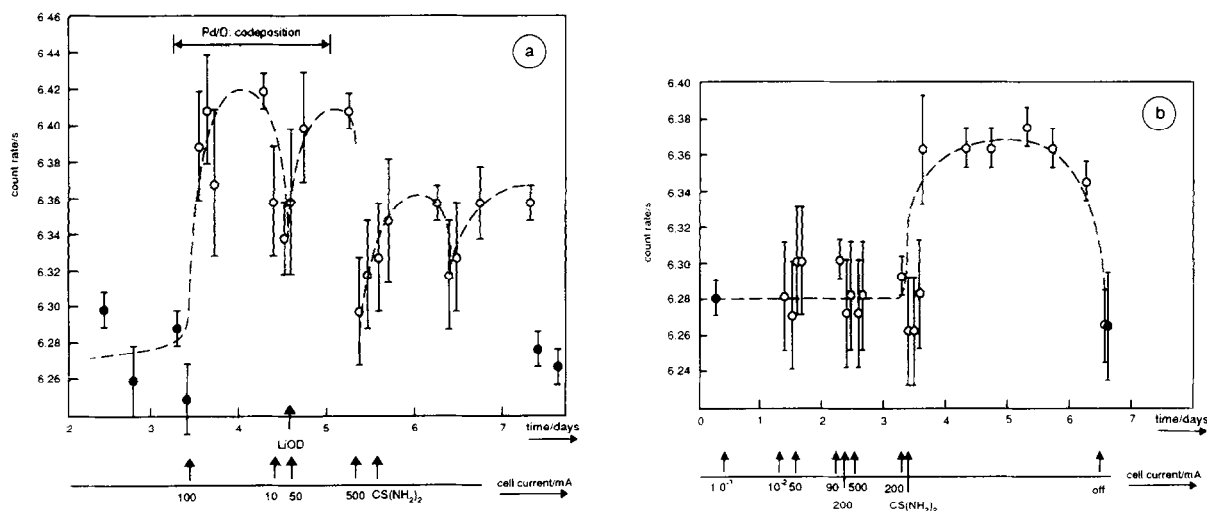 6.46
6.44
6.42
6.40
6.38
6.36
6.34
6.32
6.30
6.28
6.26
count rate/s
Pd/D₂ codeposition
a
2 3 4 5 6 7 time/days
LiOD
100 10 50 500 CS(NH₂)₂ cell current/mA
6.40
6.38
6.36
6.34
6.32
6.30
6.28
6.26
6.24
count rate/s
b
0 1 2 3 4 5 6 7 time/days
cell current/mA
10⁻² 50 90 500 200 off
200 CS(NH₂)₂